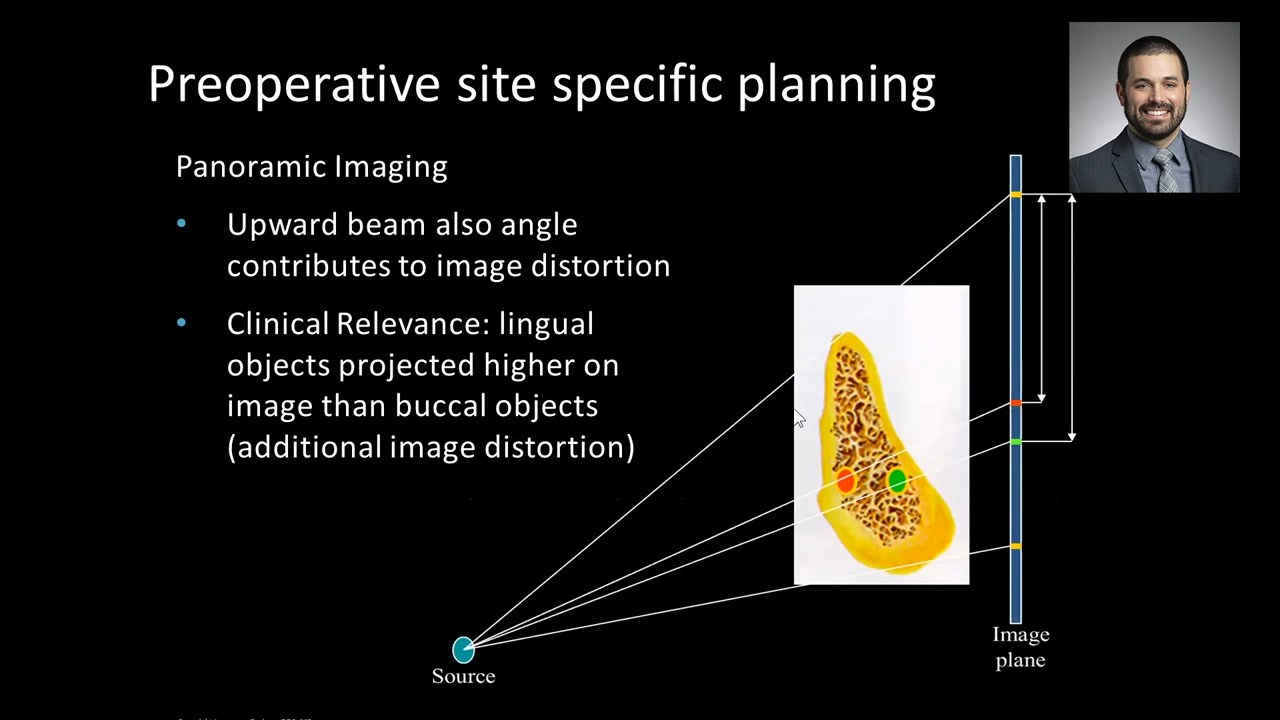 Preoperative site specific planning
Panoramic Imaging
• Upward beam also angle
contributes to image distortion
• Clinical Relevance: lingual
objects projected higher on
image than buccal objects
(additional image distortion)
Image
plane
Source